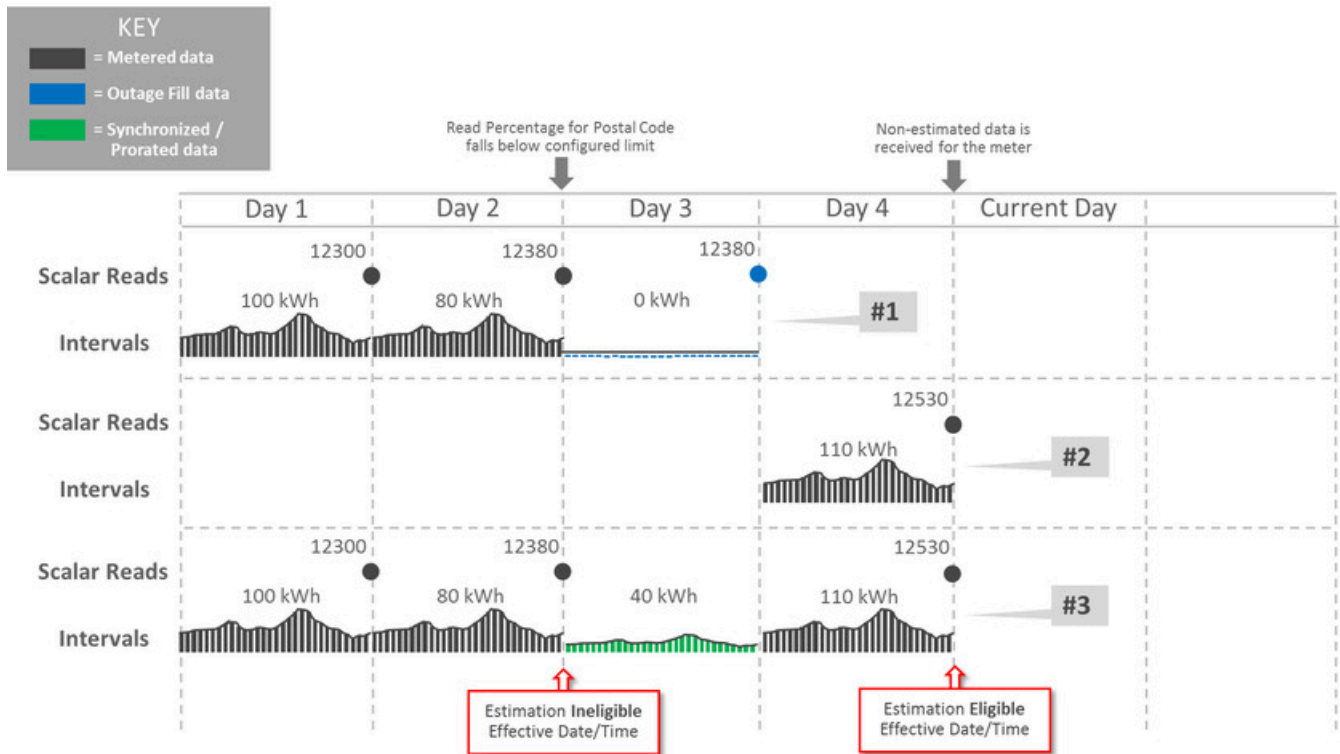 KEY
= Metered data
= Outage Fill data
= Synchronized /
Prorated data
Read Percentage for Postal Code
falls below configured limit
Non-estimated data is
received for the meter
Day 1
Day 2
Day 3
Day 4
Current Day
Scalar Reads
12300
12380
12380
100 kWh
80 kWh
0 kWh
#1
Intervals
Scalar Reads
12530
110 kWh
#2
Intervals
Scalar Reads
12300
12380
12530
100 kWh
80 kWh
40 kWh
110 kWh
#3
Intervals
Estimation Ineligible
Effective Date/Time
Estimation Eligible
Effective Date/Time